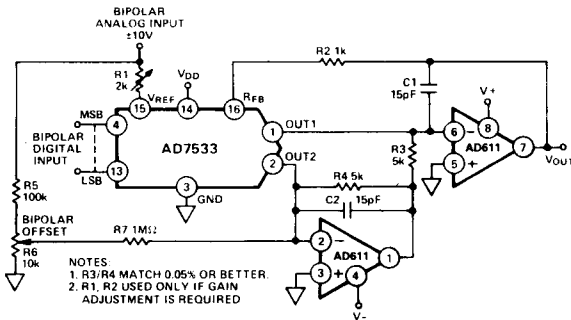 BIPOLAR
ANALOG INPUT
±10V
R1
2k
VDD
R2 1k
C1
15pF
V+
VREF
RFB
15
14
16
MSB
4
AD7533
1
OUT1
2
OUT2
BIPOLAR
DIGITAL
INPUT
LSB
13
3
GND
R3
5k
R4 5k
C2
15pF
6
−
8
5
+
AD611
7
VOUT
R5
100k
BIPOLAR
OFFSET
R6
10k
R7 1MΩ
2
−
AD611
1
3
+
4
V−
NOTES:
1. R3/R4 MATCH 0.05% OR BETTER.
2. R1, R2 USED ONLY IF GAIN
ADJUSTMENT IS REQUIRED